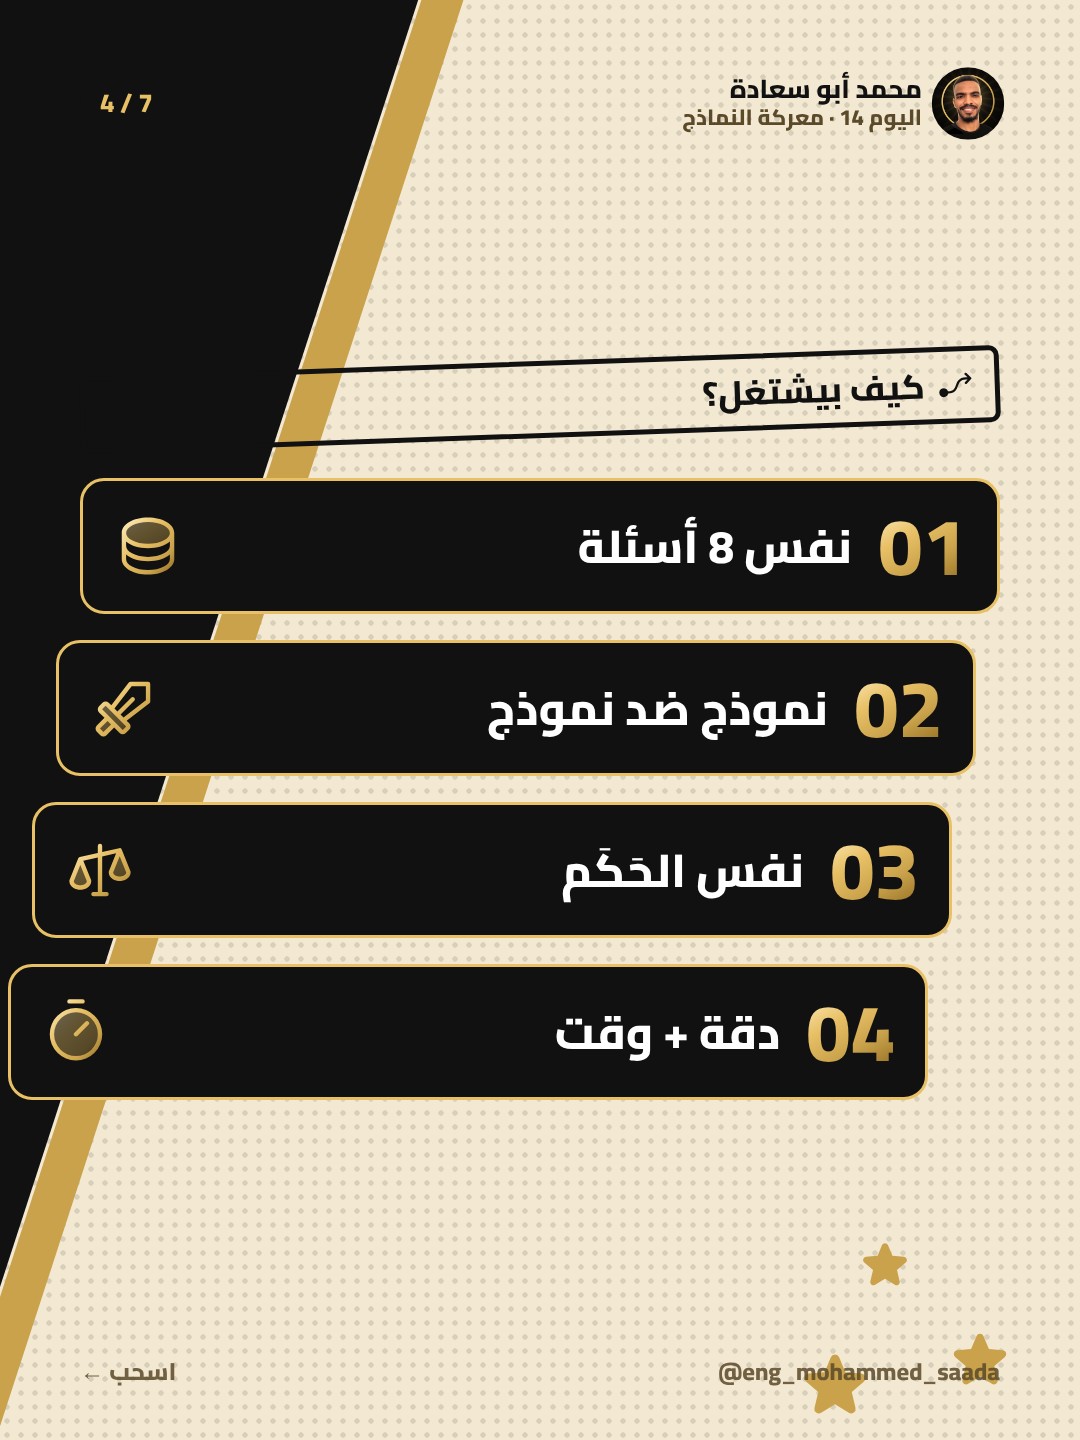 محمد أبو سعادة
اليوم 14 · معركة النماذج
4 / 7
كيف بيشتغل؟
01 نفس 8 أسئلة
02 نموذج ضد نموذج
03 نفس الحَكَم
04 دقة + وقت
@eng_mohammed_saada
اسحب ←